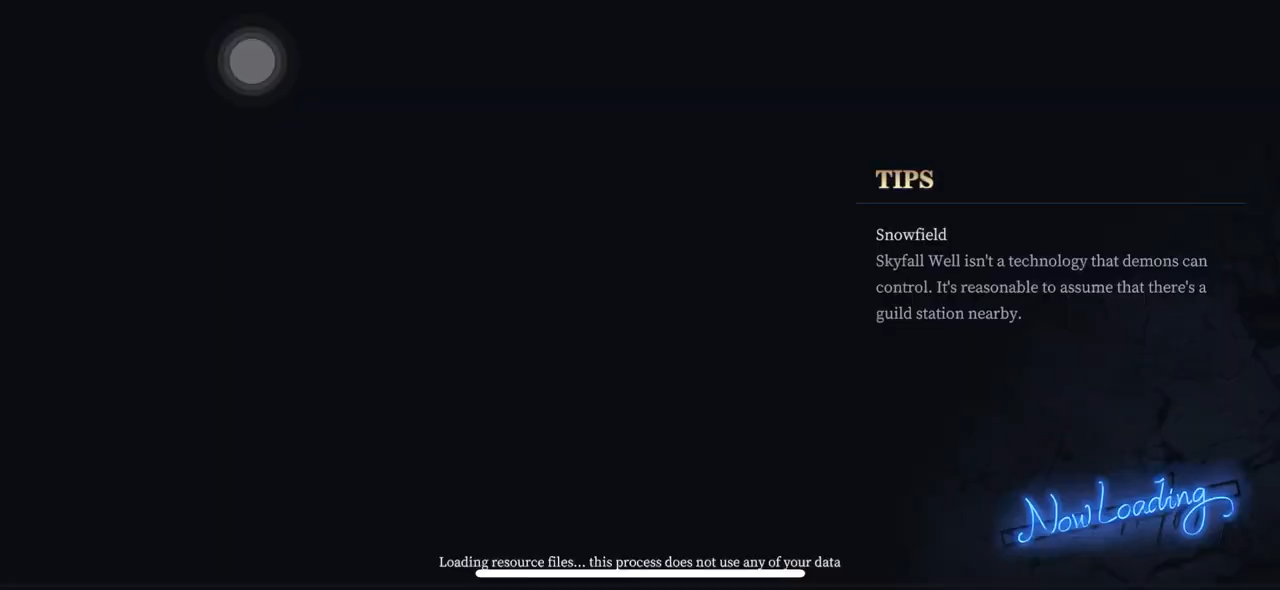 TIPS
Snowfield
Skyfall Well isn't a technology that demons can
control. It's reasonable to assume that there's a
guild station nearby.
Now Loading
Loading resource files... this process does not use any of your data